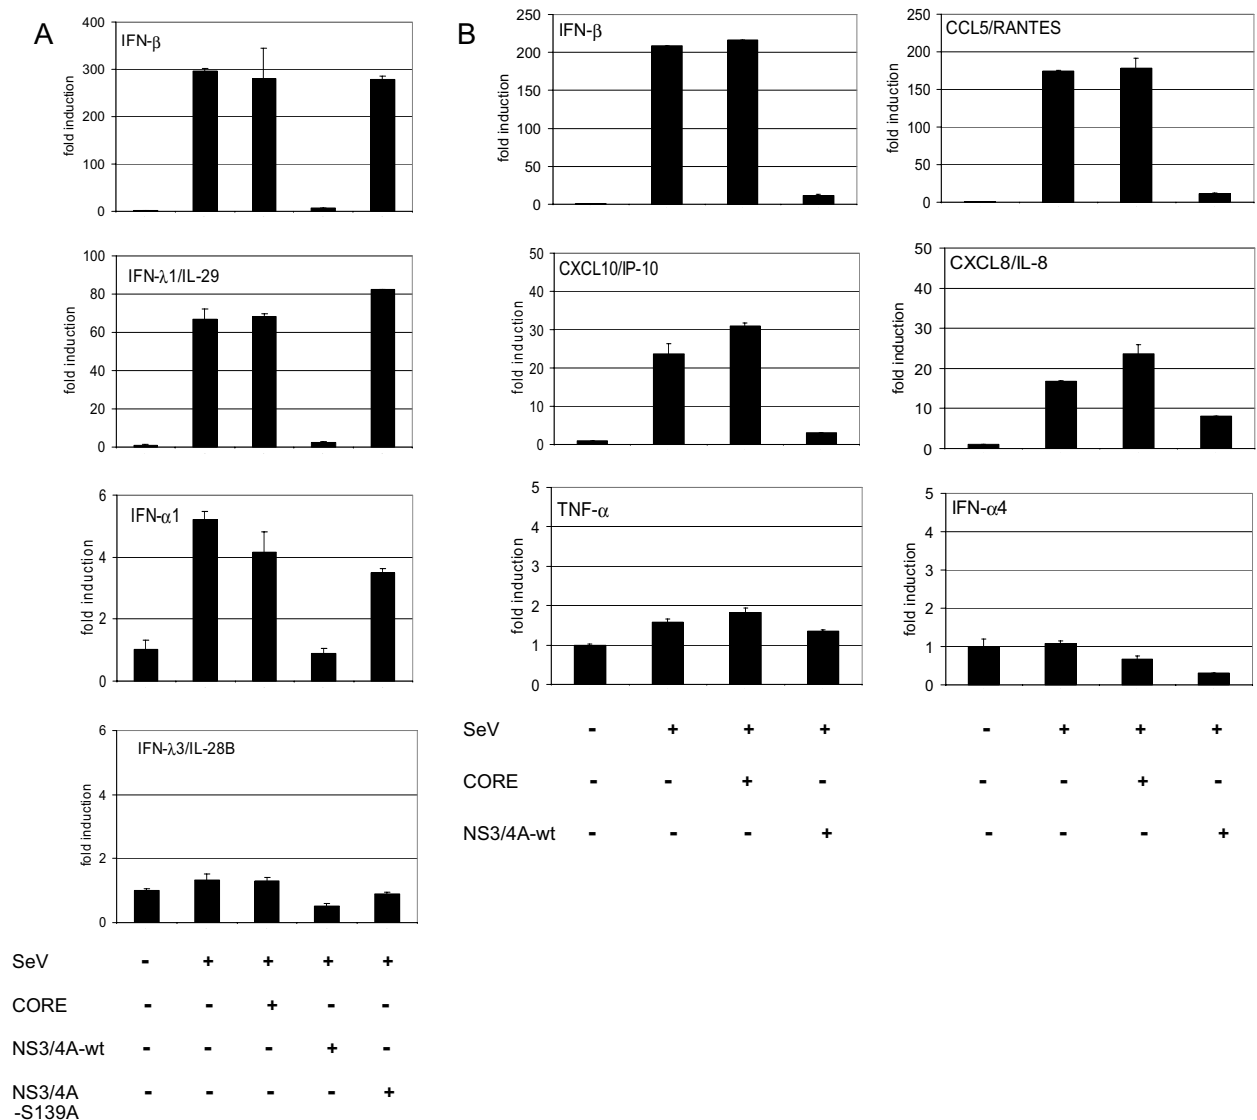 A
IFN-β
fold induction
400
300
200
100
0
IFN-λ1/IL-29
fold induction
100
80
60
40
20
0
IFN-α1
fold induction
6
4
2
0
IFN-λ3/IL-28B
fold induction
6
4
2
0
SeV - + + + +
CORE - - + - -
NS3/4A-wt - - - + -
NS3/4A - - - - +
-S139A
B
IFN-β
fold induction
250
200
150
100
50
0
CCL5/RANTES
fold induction
250
200
150
100
50
0
CXCL10/IP-10
fold induction
50
40
30
20
10
0
CXCL8/IL-8
fold induction
50
40
30
20
10
0
TNF-α
fold induction
5
4
3
2
1
0
IFN-α4
fold induction
5
4
3
2
1
0
SeV - + + + - + + +
CORE - - + - - - + -
NS3/4A-wt - - - + - - - +